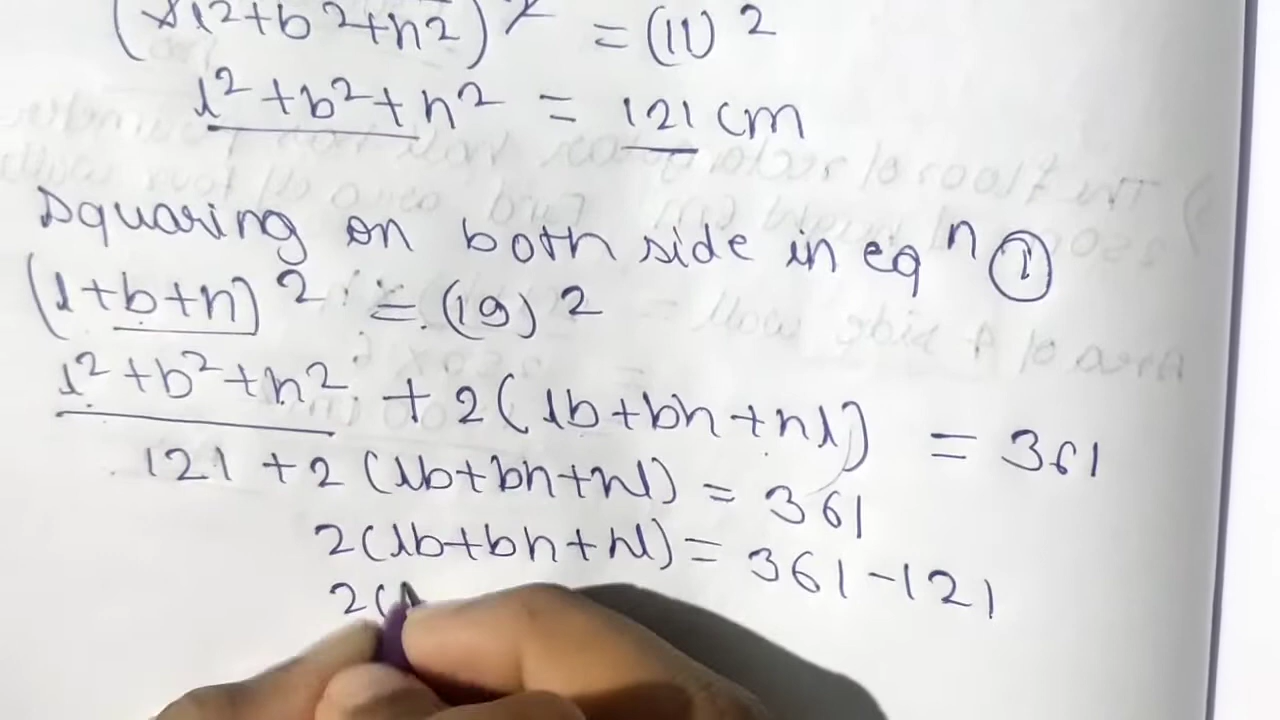 (√l²+b²+h²)² = (11)²
l²+b²+h² = 121 cm
Squaring on both side in eqⁿ ①
(l+b+h)² = (19)²
l²+b²+h² + 2(lb+bh+hl) = 361
121 + 2(lb+bh+hl) = 361
2(lb+bh+hl) = 361-121
2(l